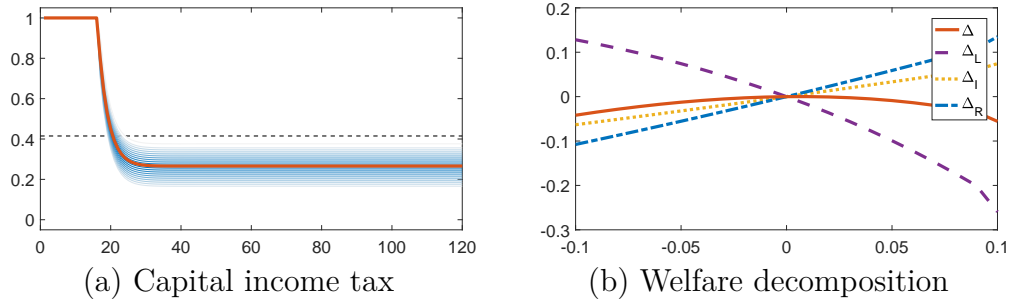 1
0.8
0.6
0.4
0.2
0
0 20 40 60 80 100 120
(a) Capital income tax
0.2
0.1
0
-0.1
-0.2
-0.3
-0.1 -0.05 0 0.05 0.1
Δ
Δ_L
Δ_I
Δ_R
(b) Welfare decomposition